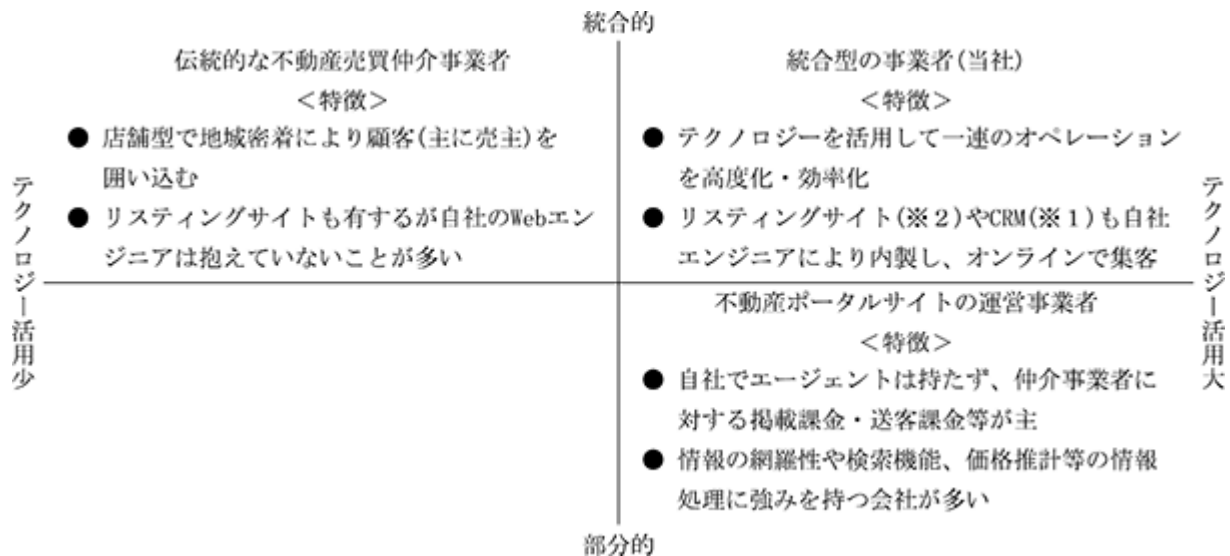 統合的
伝統的な不動産売買仲介事業者
<特徴>
● 店舗型で地域密着により顧客(主に売主)を
囲い込む
● リスティングサイトも有するが自社のWebエン
ジニアは抱えていないことが多い
統合型の事業者(当社)
<特徴>
● テクノロジーを活用して一連のオペレーション
を高度化・効率化
● リスティングサイト(※2)やCRM(※1)も自社
エンジニアにより内製し、オンラインで集客
テクノロジー活用少
テクノロジー活用大
不動産ポータルサイトの運営事業者
<特徴>
● 自社でエージェントは持たず、仲介事業者に
対する掲載課金・送客課金等が主
● 情報の網羅性や検索機能、価格推計等の情報
処理に強みを持つ会社が多い
部分的